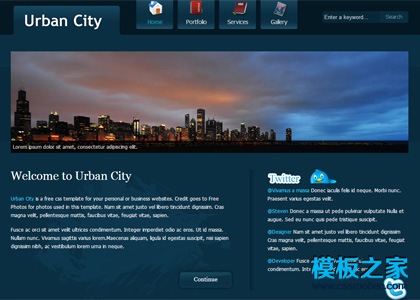 Urban City
Home
Portfolio
Services
Gallery
Enter a keyword...
Search
Lorem ipsum dolor sit amet, consectetur adipiscing elit.
Welcome to Urban City
Urban City is a free css template for your personal or business website. Credit goes to Free
Photos for photos used in this template. Nam sit amet justo vel libero tincidunt dignissim. Cras
magna velit, pellentesque mattis, faucibus vitae, feugiat vitae, sapien.
Fusce ac orci sit amet velit ultrices condimentum. Integer imperdiet odio ac eros. Ut id massa.
Nullam nunc. Vivamus sagittis varius lorem.Maecenas aliquam, ligula id egestas suscipit, nisi sapien
dignissim nibh, ac vestibulum lorem urna in neque.
Continue
Twitter
@Vivamus a massa Donec iaculis felis id neque. Morbi nunc.
Praesent varius egestas velit.
@Steven Donec a massa ut pede pulvinar vulputate Nulla et
augue. Sed eu nunc quis pede tristique suscipit.
@Designer Nam sit amet justo vel libero tincidunt dignissim.
Cras magna velit, pellentesque mattis, faucibus vitae,
feugiat vitae, sapien.
@Developer Fusce
condimentum. Inte
模板之家